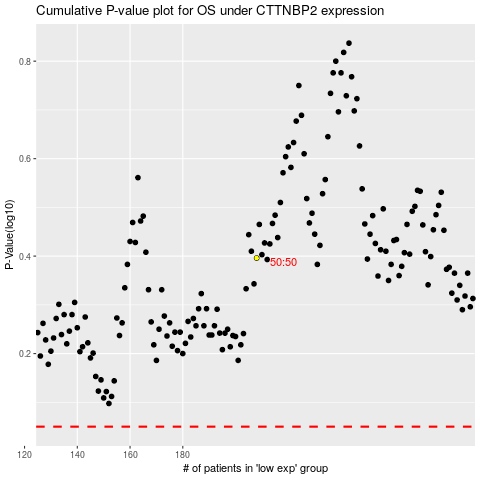 Cumulative P-value plot for OS under CTTNBP2 expression
P-Value(log10)
0.8
0.6
0.4
0.2
50:50
120 140 160 180
# of patients in 'low exp' group